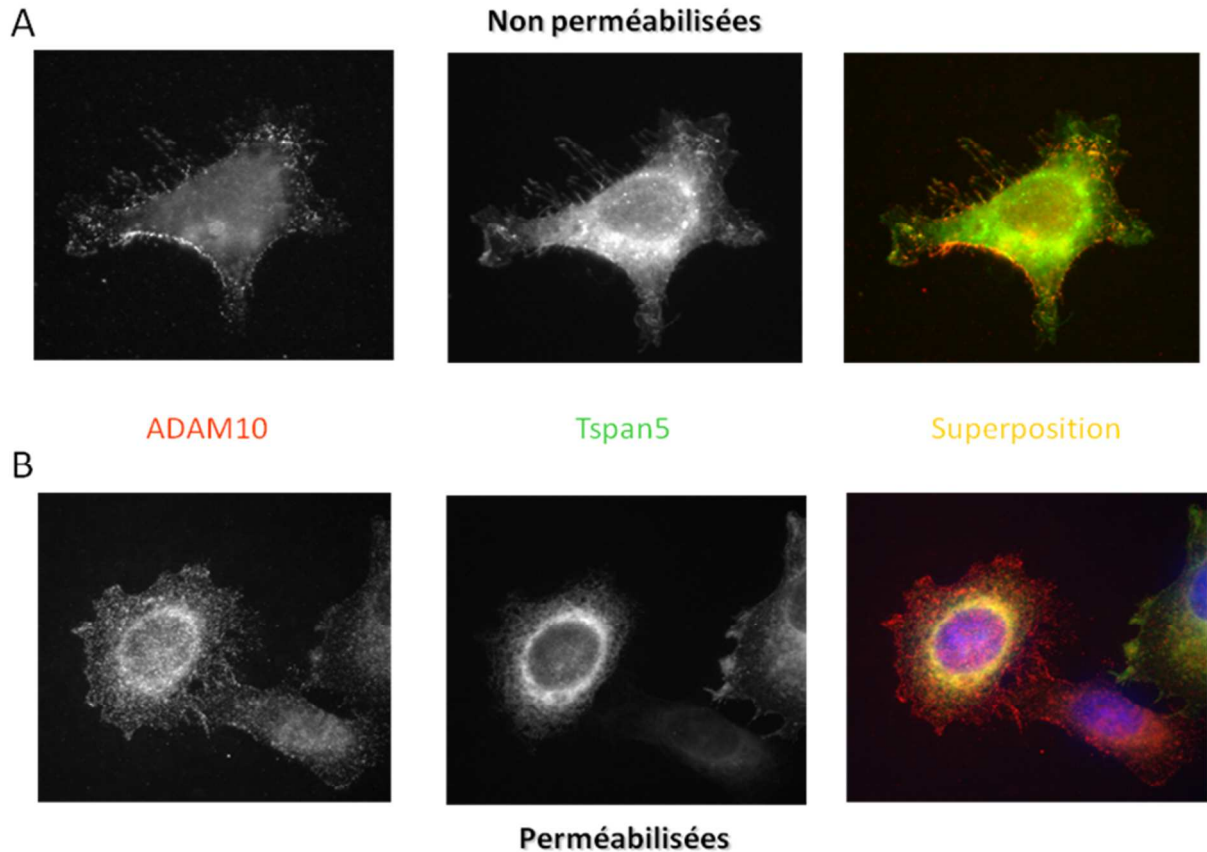 A
Non perméabilisées
ADAM10
Tspan5
Superposition
B
Perméabilisées